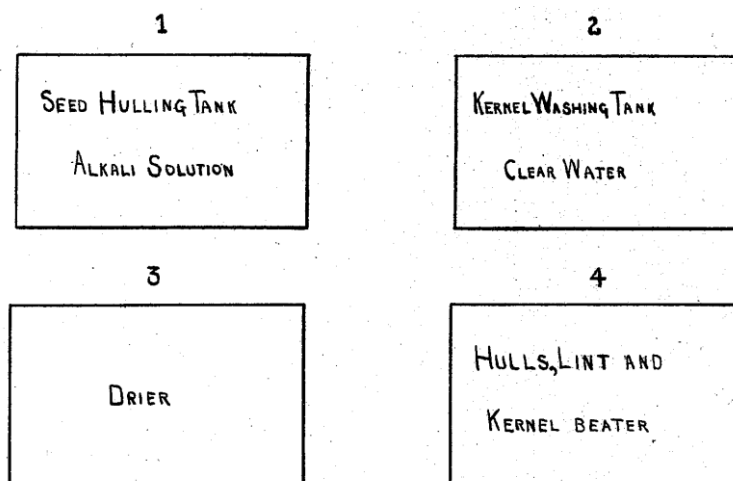 1
SEED HULLING TANK
ALKALI SOLUTION
2
KERNEL WASHING TANK
CLEAR WATER
3
DRIER
4
HULLS, LINT AND
KERNEL BEATER